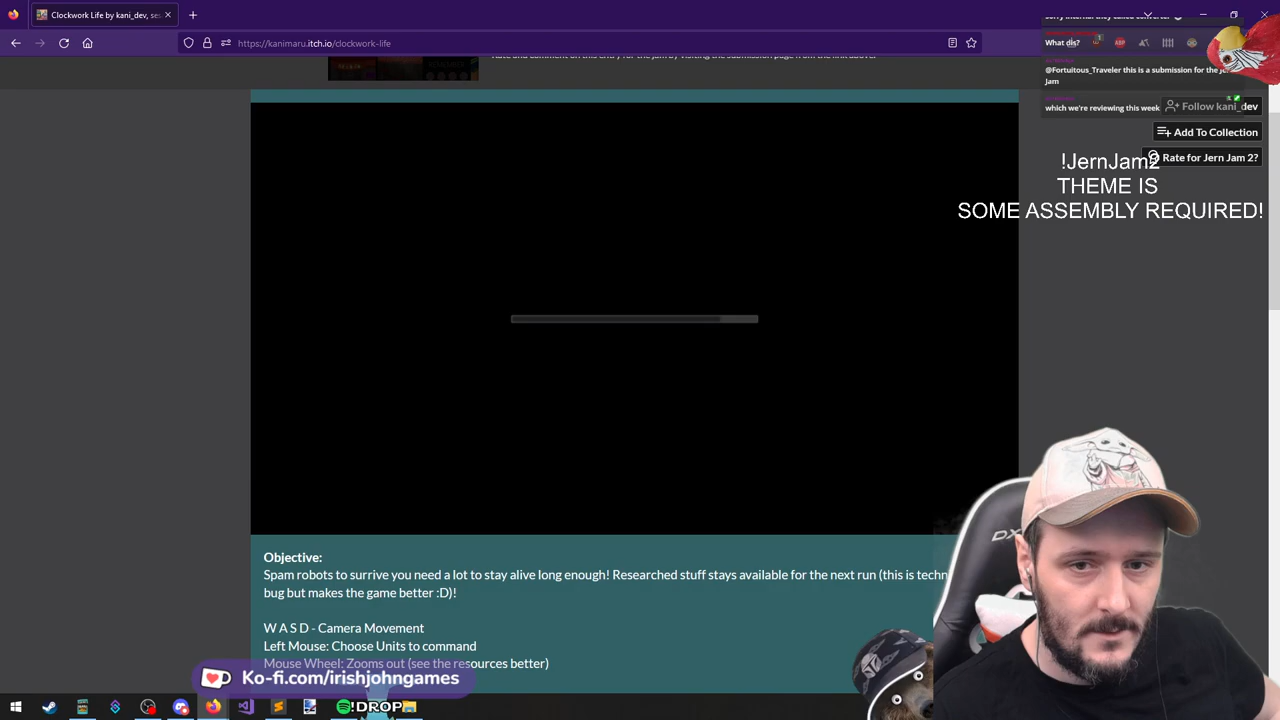 Clockwork Life by kani_dev, ses
https://kanimaru.itch.io/clockwork-life
What dis?
@Fortuitous_Traveler this is a submission for the
Jam
which we're reviewing this week
Follow kani_dev
Add To Collection
Rate for Jern Jam 2?
!JernJam2
THEME IS
SOME ASSEMBLY REQUIRED!
Objective:
Spam robots to surrive you need a lot to stay alive long enough! Researched stuff stays available for the next run (this is techn
bug but makes the game better :D)!
W A S D - Camera Movement
Left Mouse: Choose Units to command
Mouse Wheel: Zooms out (see the resources better)
Ko-fi.com/irishjohngames
!DROP
DX